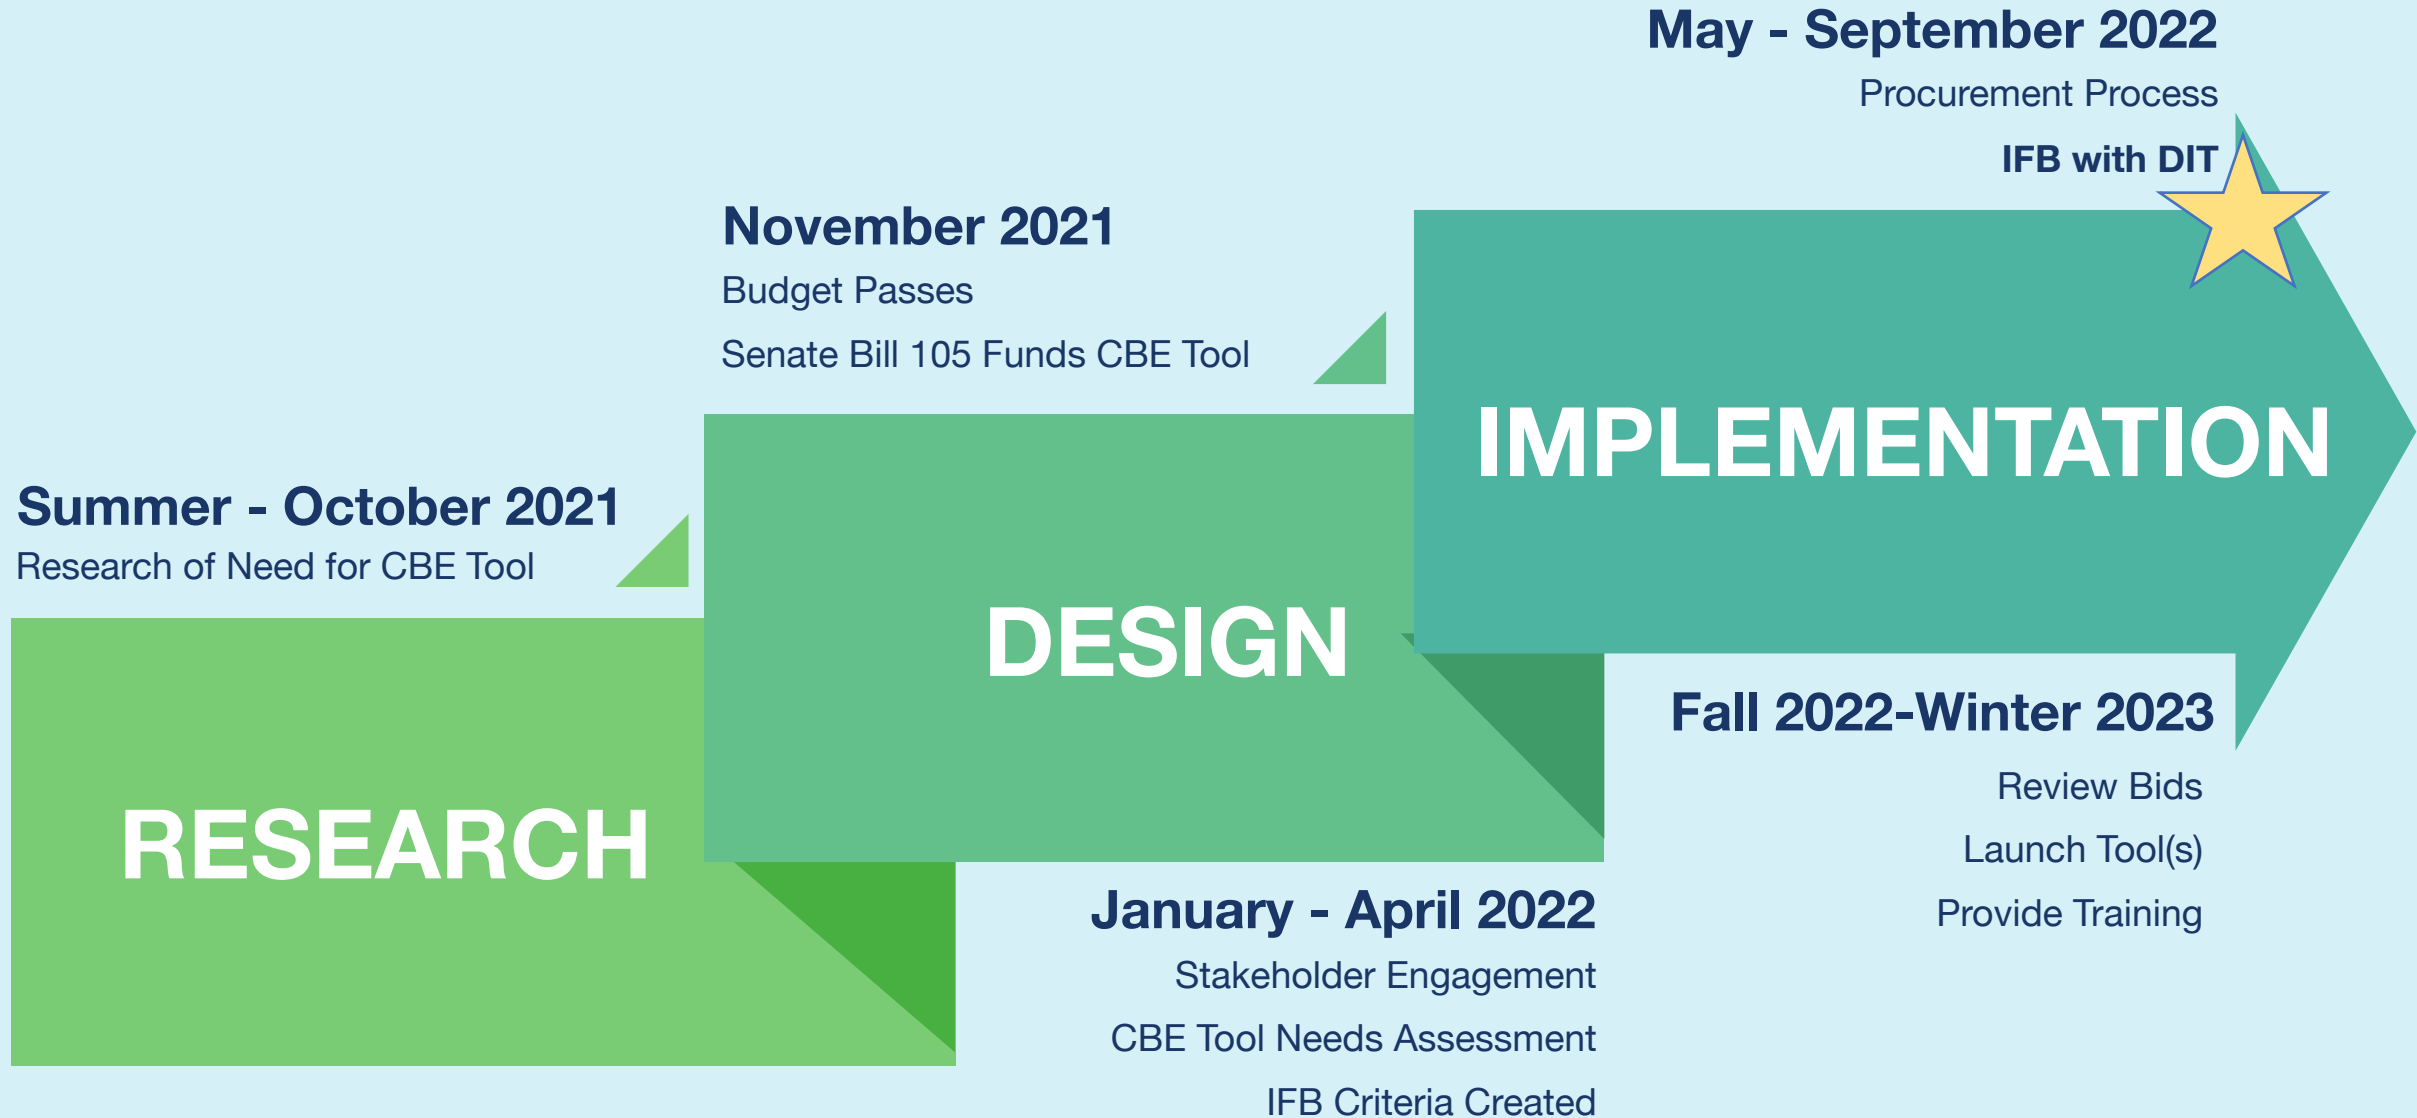 Summer - October 2021
Research of Need for CBE Tool
RESEARCH
November 2021
Budget Passes
Senate Bill 105 Funds CBE Tool
DESIGN
January - April 2022
Stakeholder Engagement
CBE Tool Needs Assessment
IFB Criteria Created
May - September 2022
Procurement Process
IFB with DIT
IMPLEMENTATION
Fall 2022-Winter 2023
Review Bids
Launch Tool(s)
Provide Training